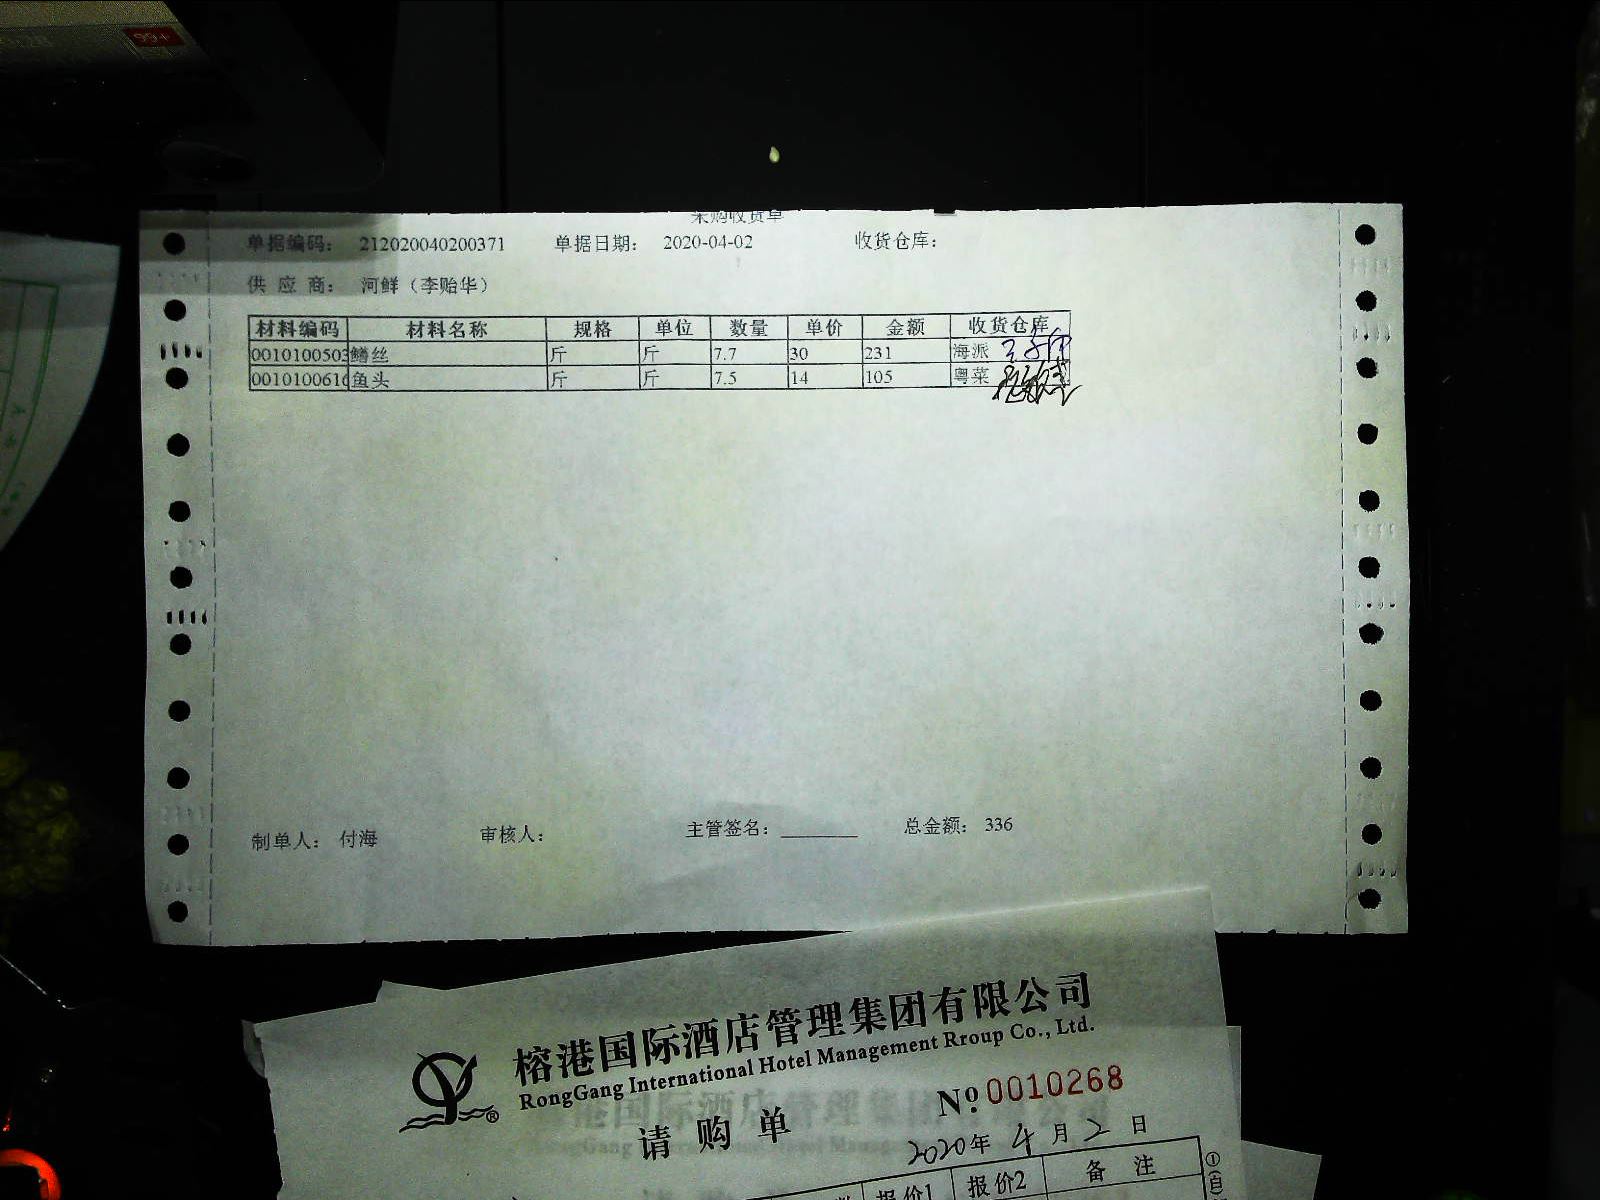 99+
采购收货单
单据编码： 212020040200371 单据日期： 2020-04-02 收货仓库：
供 应 商： 河鲜（李贻华）
材料编码 材料名称 规格 单位 数量 单价 金额 收货仓库
0010100503 鳝丝 斤 斤 7.7 30 231 海派
001010061 鱼头 斤 斤 7.5 14 105 粤菜
制单人： 付海 审核人： 主管签名： 总金额： 336
榕港国际酒店管理集团有限公司
RongGang International Hotel Management Rroup Co., Ltd.
№ 0010268
请 购 单
2020年 4 月 2 日
报价1 报价2 备 注